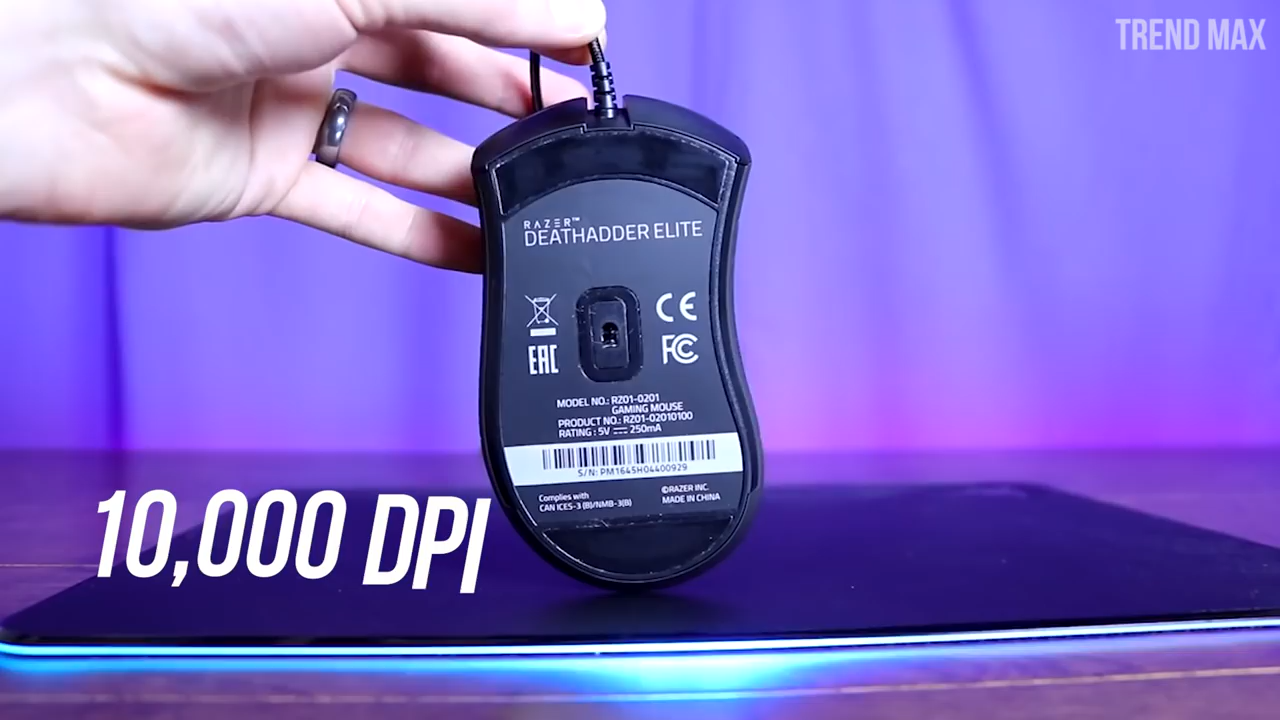 TREND MAX
RAZER™
DEATHADDER ELITE
CE
EAC
FC
MODEL NO.: RZ01-0201
GAMING MOUSE
PRODUCT NO.: RZ01-02010100
RATING : 5V ⎓ 250mA
S/N: PM1645H04400929
Complies with
CAN ICES-3 (B)/NMB-3(B)
©RAZER INC.
MADE IN CHINA
10,000 DPI